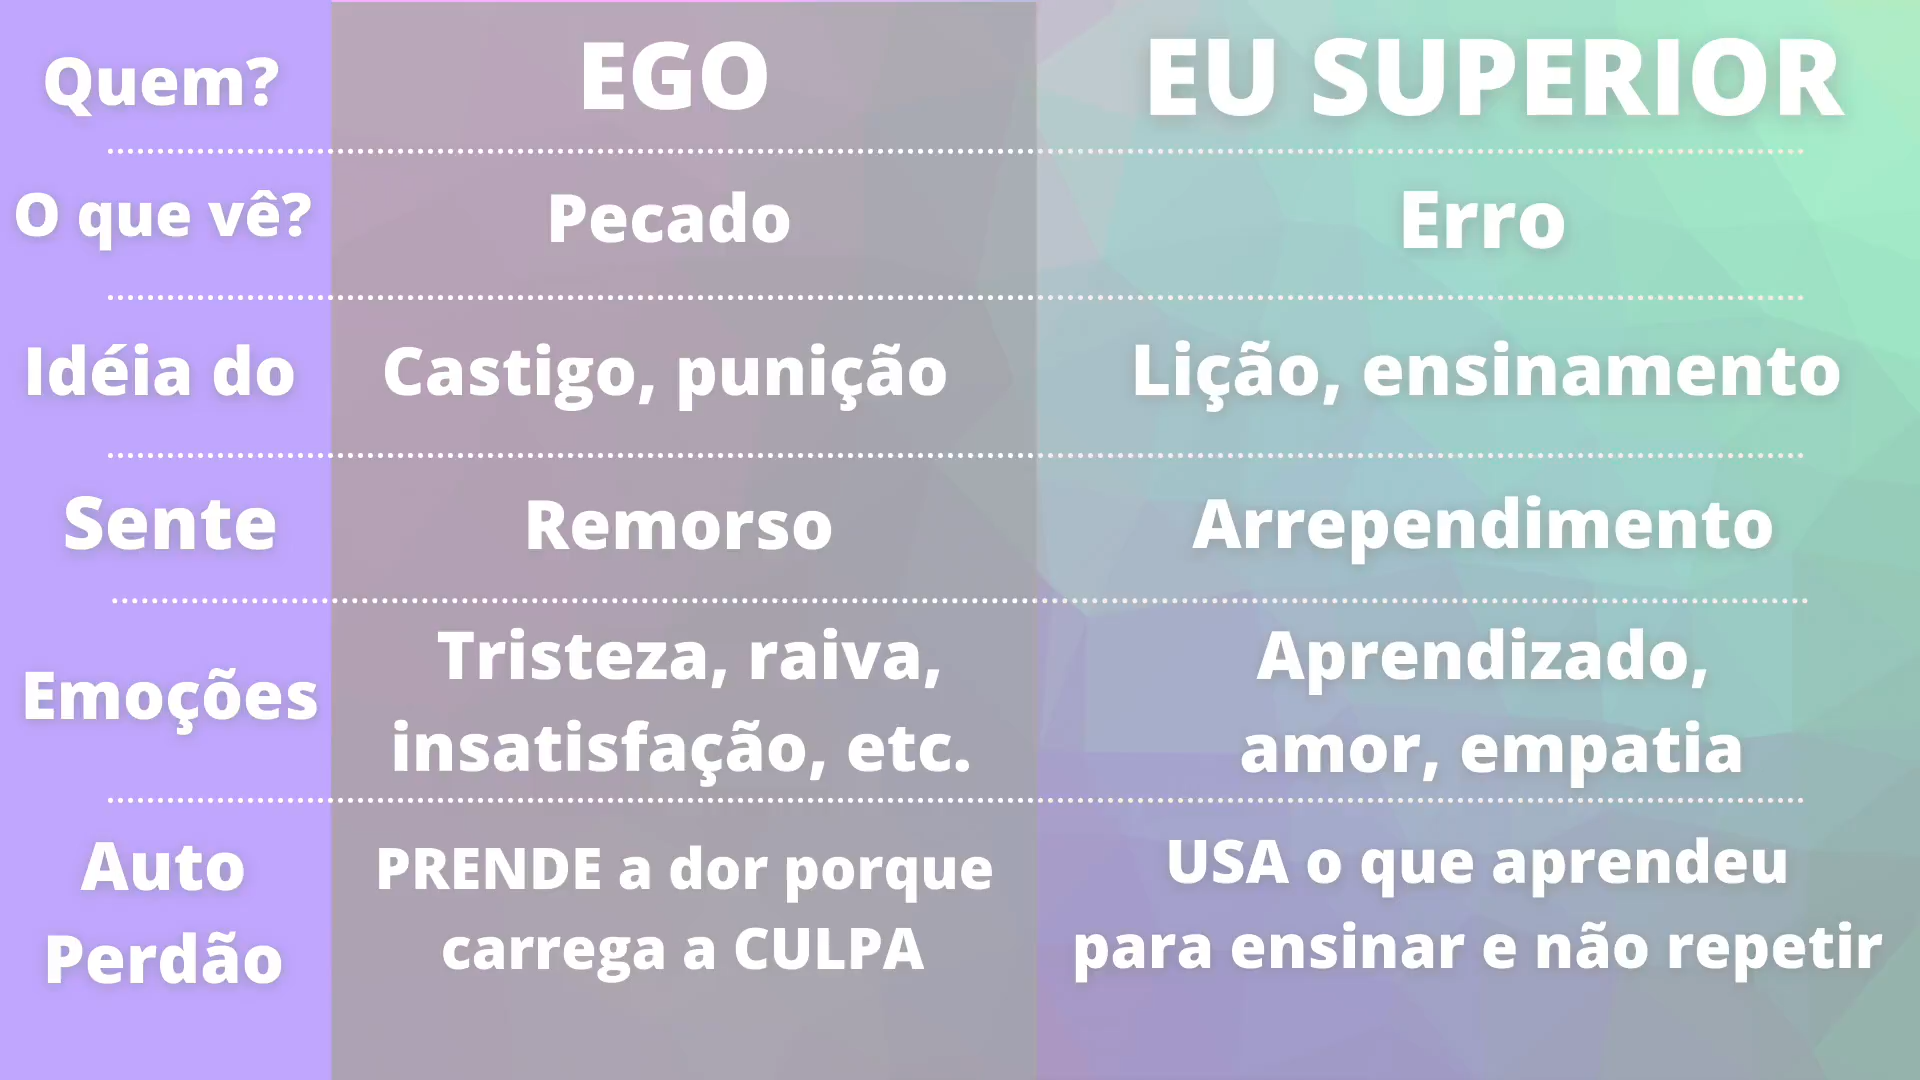 Quem? EGO EU SUPERIOR
O que vê? Pecado Erro
Idéia do Castigo, punição Lição, ensinamento
Sente Remorso Arrependimento
Emoções
Tristeza, raiva,
insatisfação, etc.
Aprendizado,
amor, empatia
Auto
Perdão
PRENDE a dor porque
carrega a CULPA
USA o que aprendeu
para ensinar e não repetir